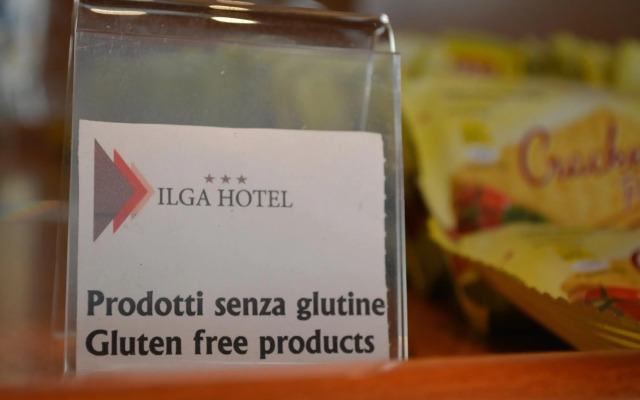 ★★★
ILGA HOTEL
Prodotti senza glutine
Gluten free products